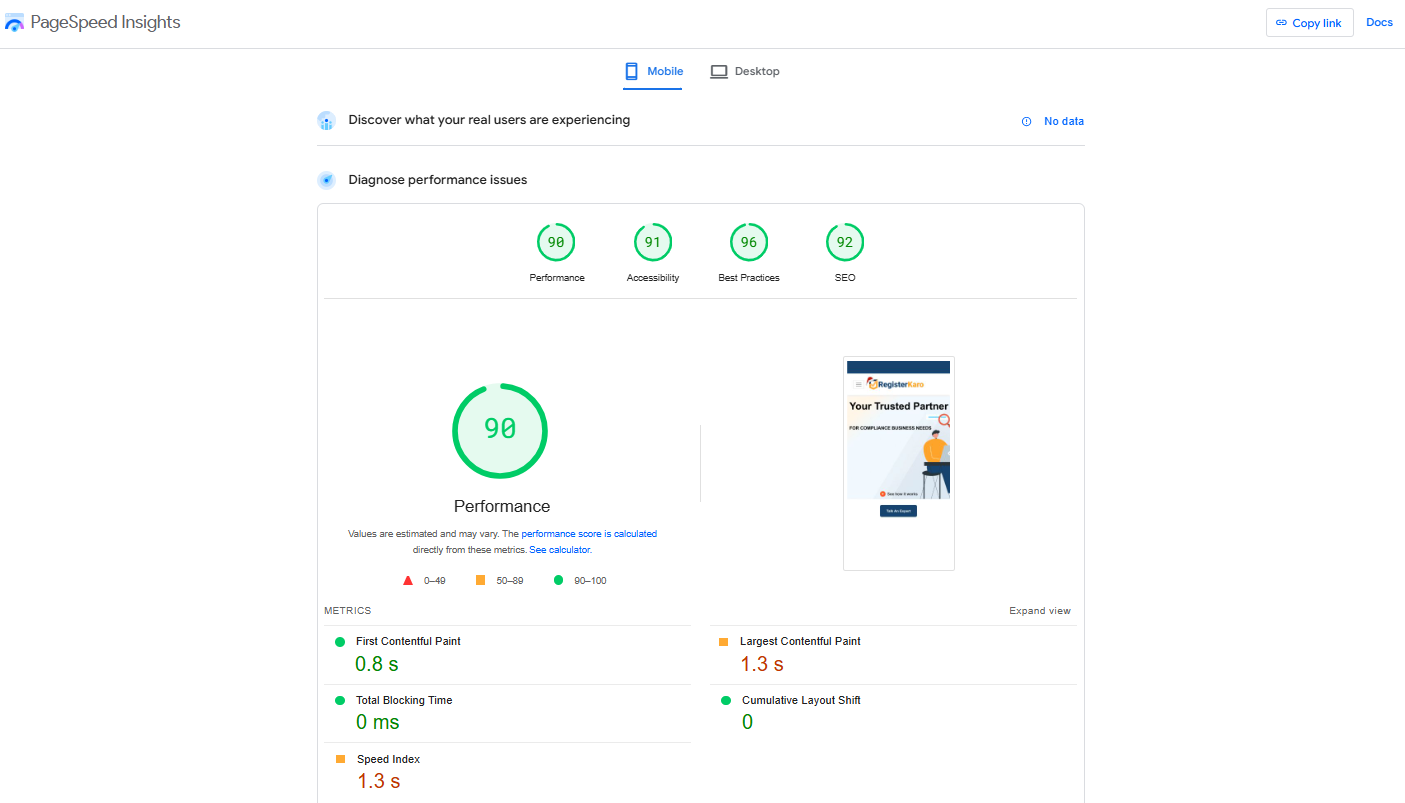 PageSpeed Insights
Copy link
Docs
Mobile
Desktop
Discover what your real users are experiencing
No data
Diagnose performance issues
90
91
96
92
Performance
Accessibility
Best Practices
SEO
90
Performance
Values are estimated and may vary. The performance score is calculated
directly from these metrics. See calculator.
0–49
50–89
90–100
RegisterKaro
Your Trusted Partner
FOR COMPLIANCE BUSINESS NEEDS
See how it works
Talk An Expert
METRICS
Expand view
First Contentful Paint
0.8 s
Largest Contentful Paint
1.3 s
Total Blocking Time
0 ms
Cumulative Layout Shift
0
Speed Index
1.3 s